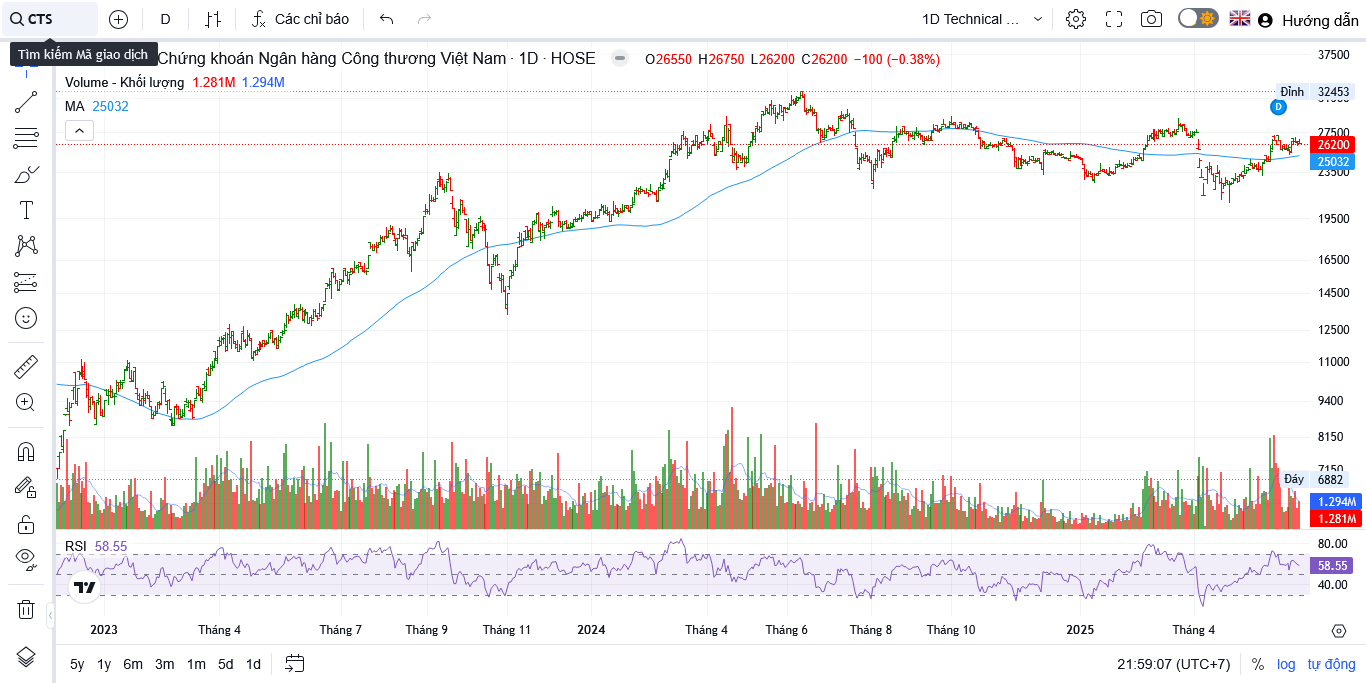 CTS
D
Các chỉ báo
1D Technical ...
Hướng dẫn
Tìm kiếm Mã giao dịch
Chứng khoán Ngân hàng Công thương Việt Nam · 1D · HOSE
O26550 H26750 L26200 C26200 −100 (−0.38%)
Volume - Khối lượng 1.281M 1.294M
MA 25032
37500
Đỉnh 32453
D
27500
26200
25032
23500
19500
16500
14500
12500
11000
9400
8150
7150
Đáy 6882
1.294M
1.281M
RSI 58.55
80.00
58.55
40.00
2023 Tháng 4 Tháng 7 Tháng 9 Tháng 11 2024 Tháng 4 Tháng 6 Tháng 8 Tháng 10 2025 Tháng 4
5y 1y 6m 3m 1m 5d 1d
21:59:07 (UTC+7) % log tự động